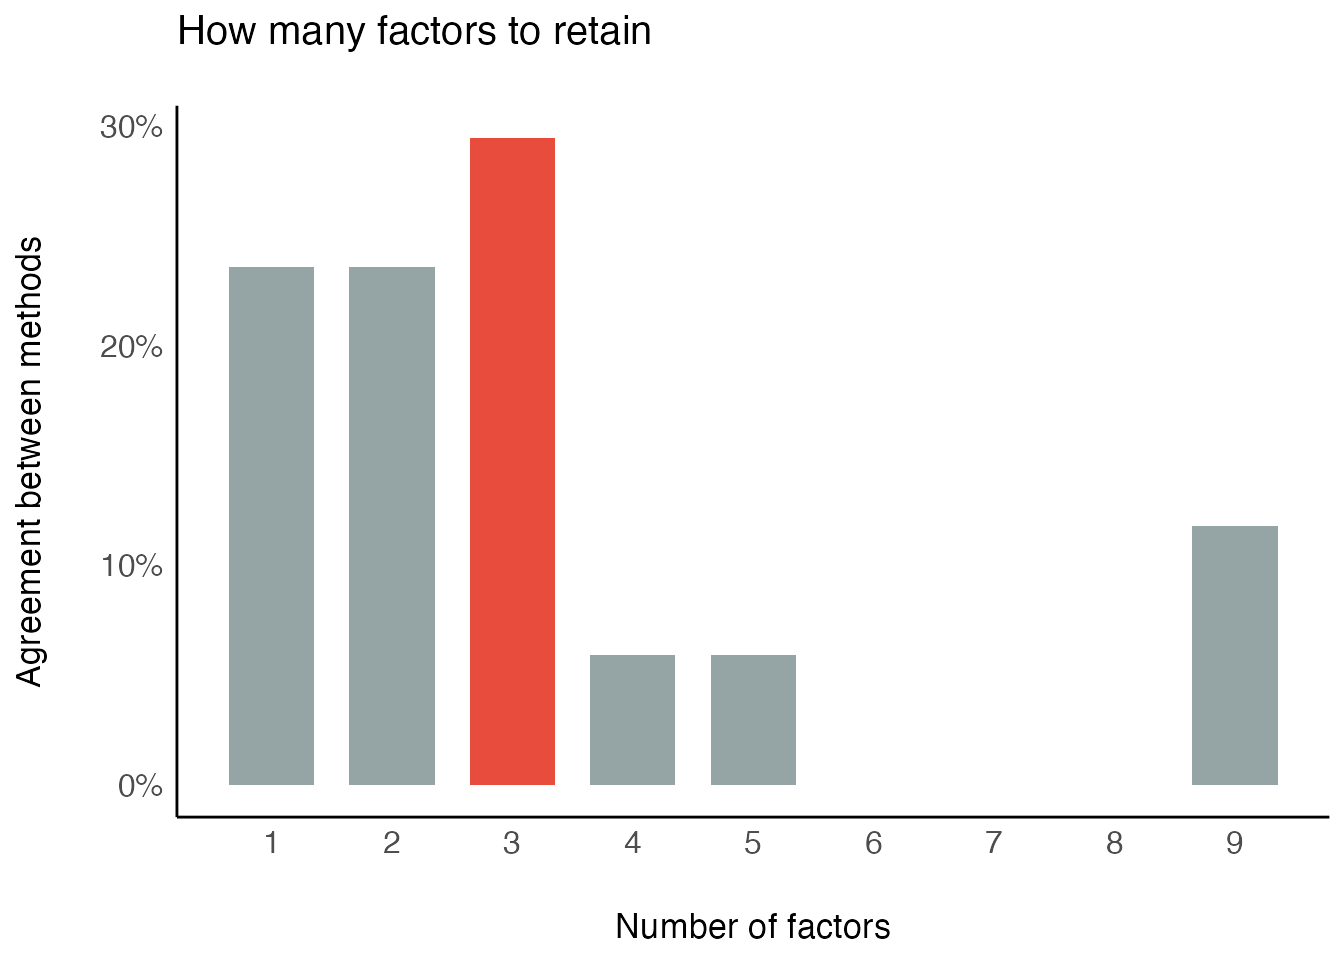 How many factors to retain
Agreement between methods
30%
20%
10%
0%
1 2 3 4 5 6 7 8 9
Number of factors